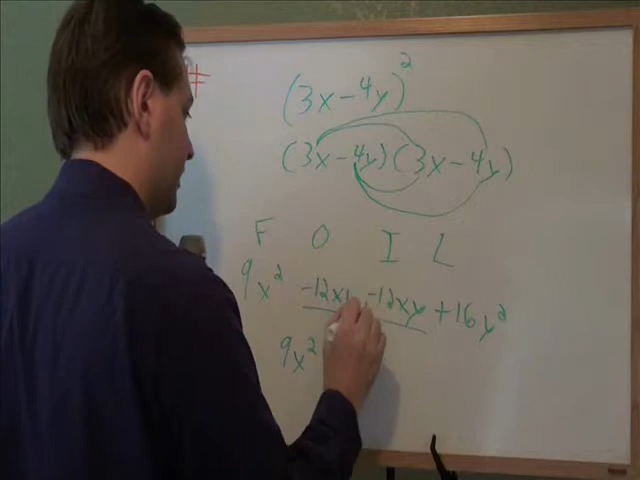 #
(3x-4y)²
(3x-4y)(3x-4y)
F O I L
9x² -12xy -12xy +16y²
9x²